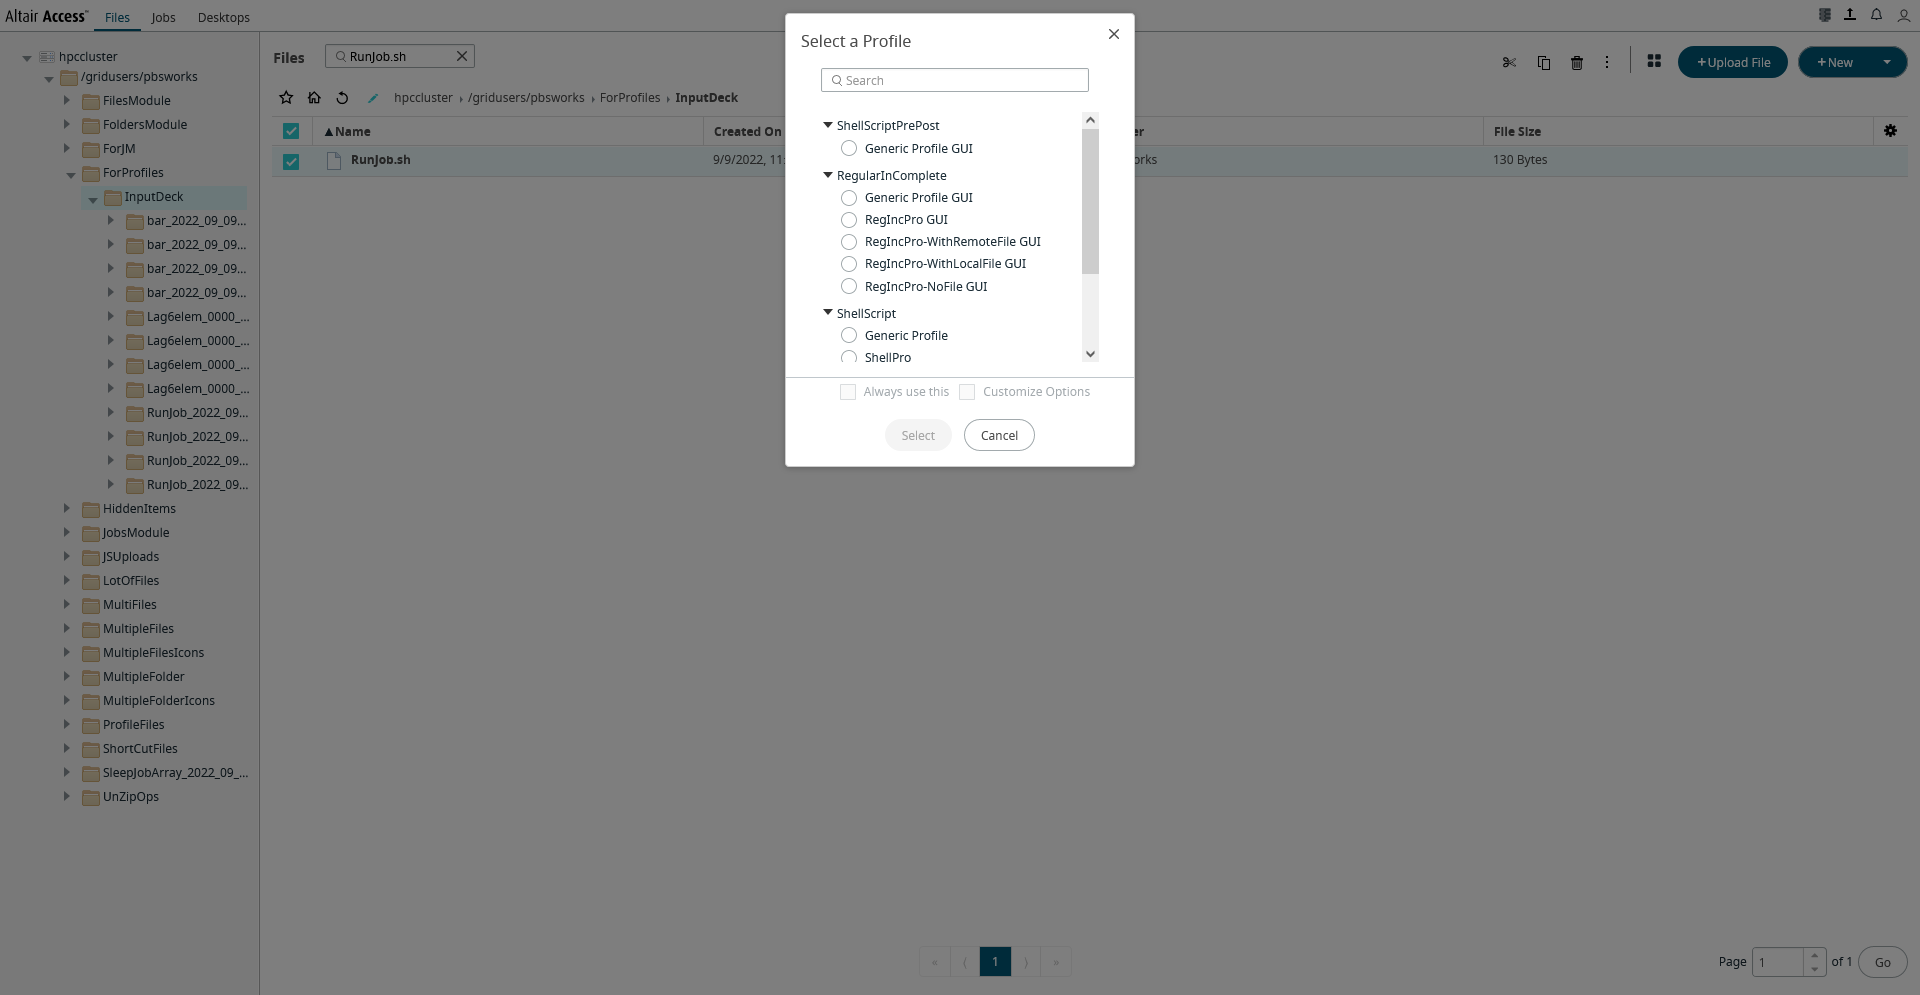 Altair Access™ Files Jobs Desktops
hpccluster
/gridusers/pbsworks
FilesModule
FoldersModule
ForJM
ForProfiles
InputDeck
bar_2022_09_09...
bar_2022_09_09...
bar_2022_09_09...
bar_2022_09_09...
Lag6elem_0000_...
Lag6elem_0000_...
Lag6elem_0000_...
Lag6elem_0000_...
RunJob_2022_09...
RunJob_2022_09...
RunJob_2022_09...
RunJob_2022_09...
HiddenItems
JobsModule
JSUploads
LotOfFiles
MultiFiles
MultipleFiles
MultipleFilesIcons
MultipleFolder
MultipleFolderIcons
ProfileFiles
ShortCutFiles
SleepJobArray_2022_09_...
UnZipOps
Files RunJob.sh
+Upload File +New
hpccluster › /gridusers/pbsworks › ForProfiles › InputDeck
Name Created On er File Size
RunJob.sh 9/9/2022, 11: orks 130 Bytes
Select a Profile
Search
ShellScriptPrePost
Generic Profile GUI
RegularInComplete
Generic Profile GUI
RegIncPro GUI
RegIncPro-WithRemoteFile GUI
RegIncPro-WithLocalFile GUI
RegIncPro-NoFile GUI
ShellScript
Generic Profile
ShellPro
Always use this Customize Options
Select Cancel
« ⟨ 1 ⟩ » Page 1 of 1 Go